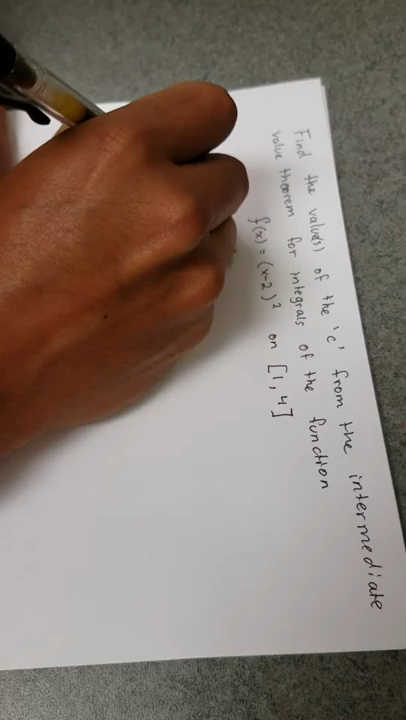 Find the value(s) of the 'c' from the intermediate
value theorem for integrals of the function
f(x) = (x-2)² on [1, 4]